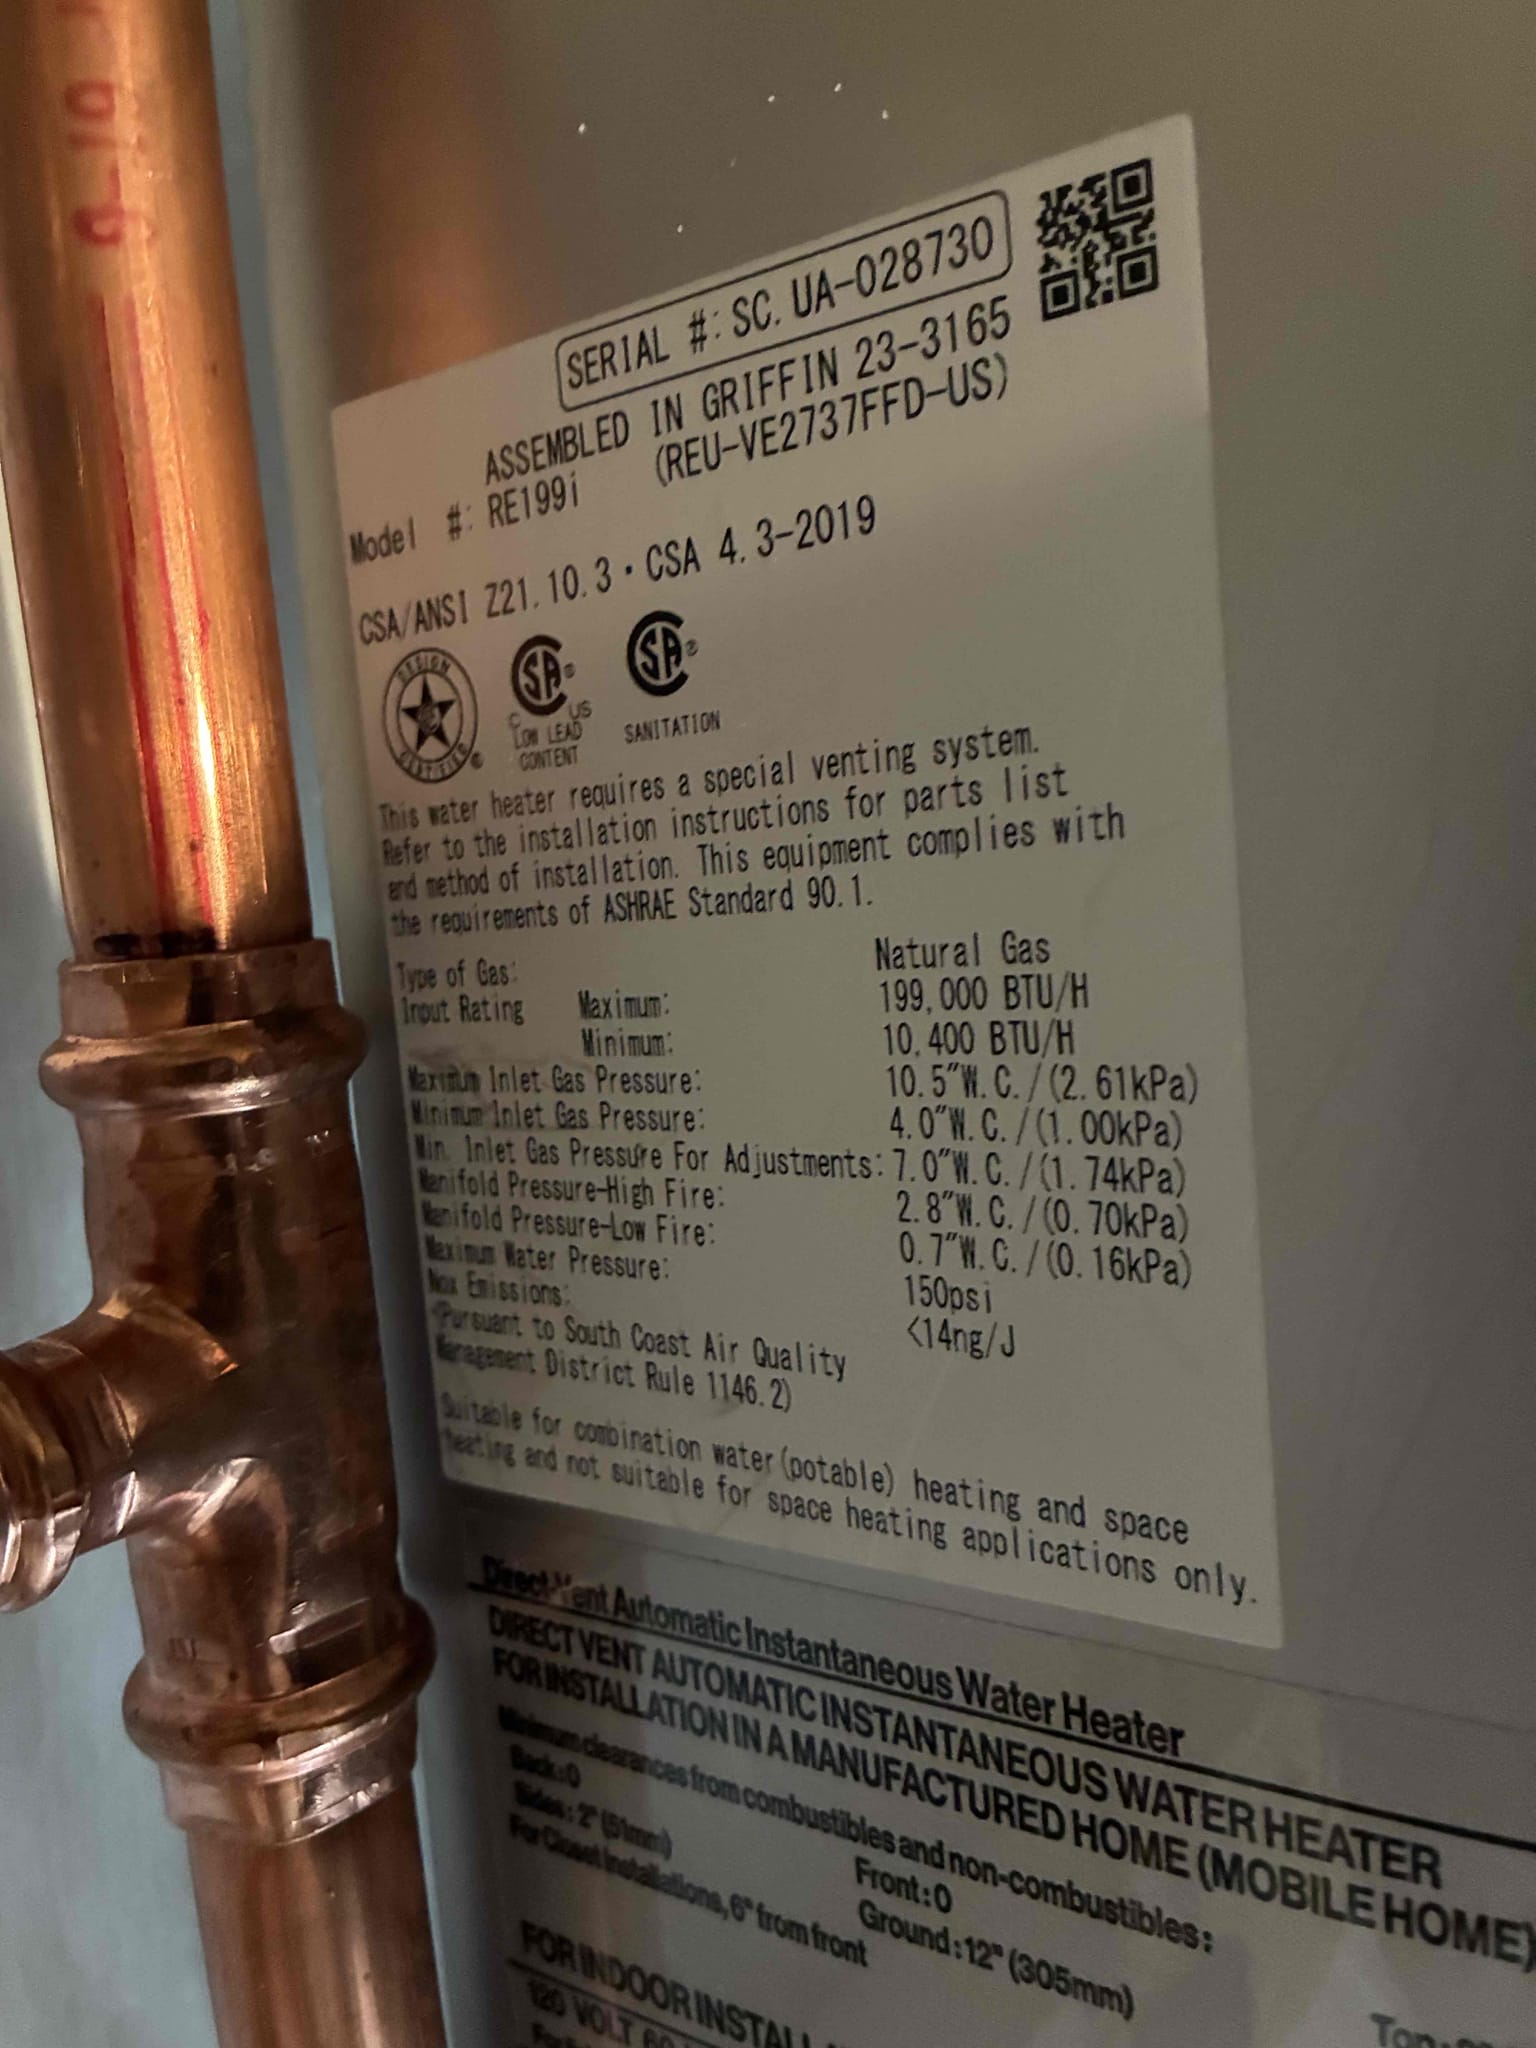 SERIAL #: SC. UA-028730
ASSEMBLED IN GRIFFIN 23-3165
Model #: RE199i (REU-VE2737FFD-US)
CSA/ANSI Z21.10.3・CSA 4.3-2019
DESIGN CERTIFIED ®
SA ®
C US
LOW LEAD
CONTENT
SA ®
SANITATION
This water heater requires a special venting system.
Refer to the installation instructions for parts list
and method of installation. This equipment complies with
the requirements of ASHRAE Standard 90.1.
Type of Gas: Natural Gas
Input Rating Maximum: 199,000 BTU/H
Minimum: 10,400 BTU/H
Maximum Inlet Gas Pressure: 10.5"W.C./(2.61kPa)
Minimum Inlet Gas Pressure: 4.0"W.C./(1.00kPa)
Min. Inlet Gas Pressure For Adjustments: 7.0"W.C./(1.74kPa)
Manifold Pressure-High Fire: 2.8"W.C./(0.70kPa)
Manifold Pressure-Low Fire: 0.7"W.C./(0.16kPa)
Maximum Water Pressure: 150psi
Nox Emissions: <14ng/J
Pursuant to South Coast Air Quality
Management District Rule 1146.2)
Suitable for combination water (potable) heating and space
heating and not suitable for space heating applications only.
Direct-Vent Automatic Instantaneous Water Heater
DIRECT VENT AUTOMATIC INSTANTANEOUS WATER HEATER
FOR INSTALLATION IN A MANUFACTURED HOME (MOBILE HOME)
Minimum clearances from combustibles and non-combustibles:
Back:0 Front:0
Sides: 2" (51mm) Ground:12" (305mm)
For Closet Installations, 6" from front
FOR INDOOR INSTALL
120 VOLT 60